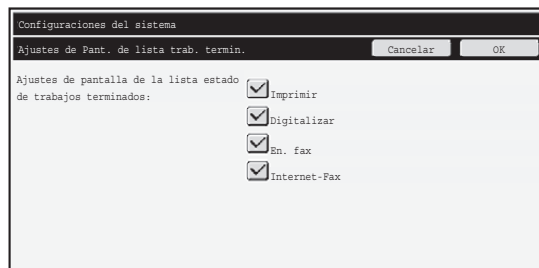 Configuraciones del sistema
Ajustes de Pant. de lista trab. termin.
Cancelar
OK
Ajustes de pantalla de la lista estado
de trabajos terminados:
Imprimir
Digitalizar
En. fax
Internet-Fax